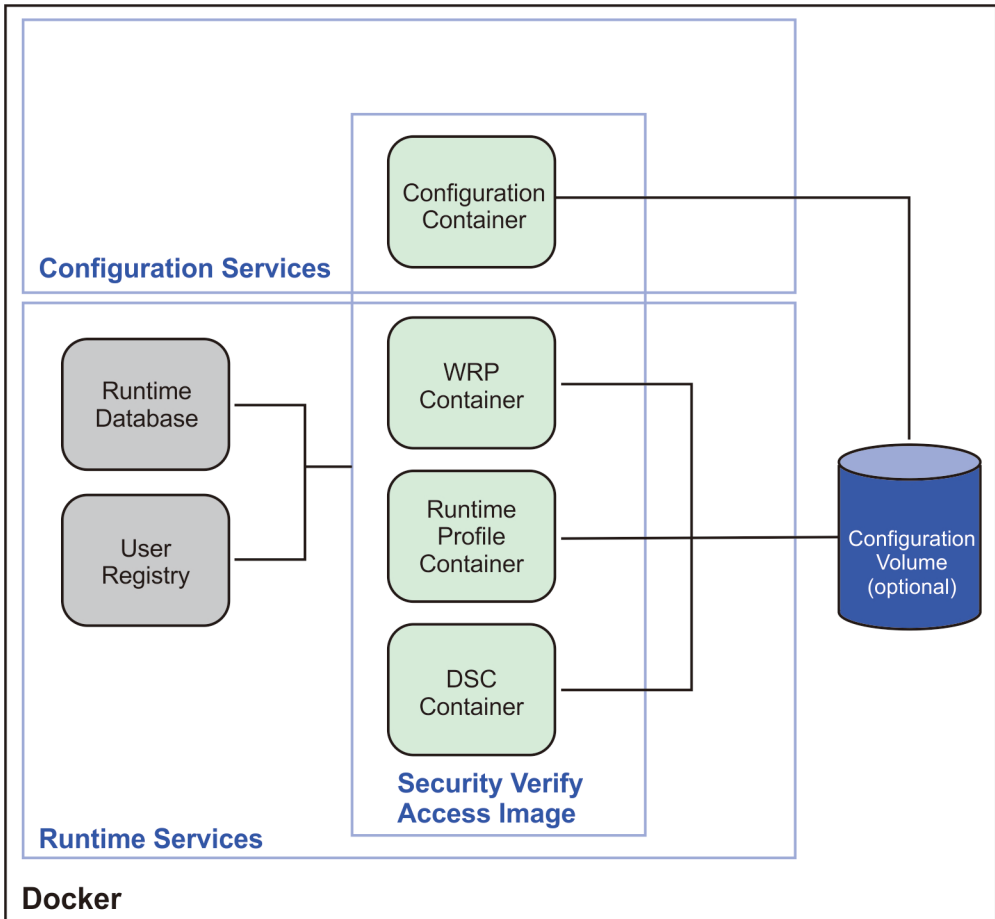 Configuration
Container
Configuration Services
Runtime
Database
User
Registry
WRP
Container
Runtime
Profile
Container
DSC
Container
Configuration
Volume
(optional)
Security Verify
Access Image
Runtime Services
Docker